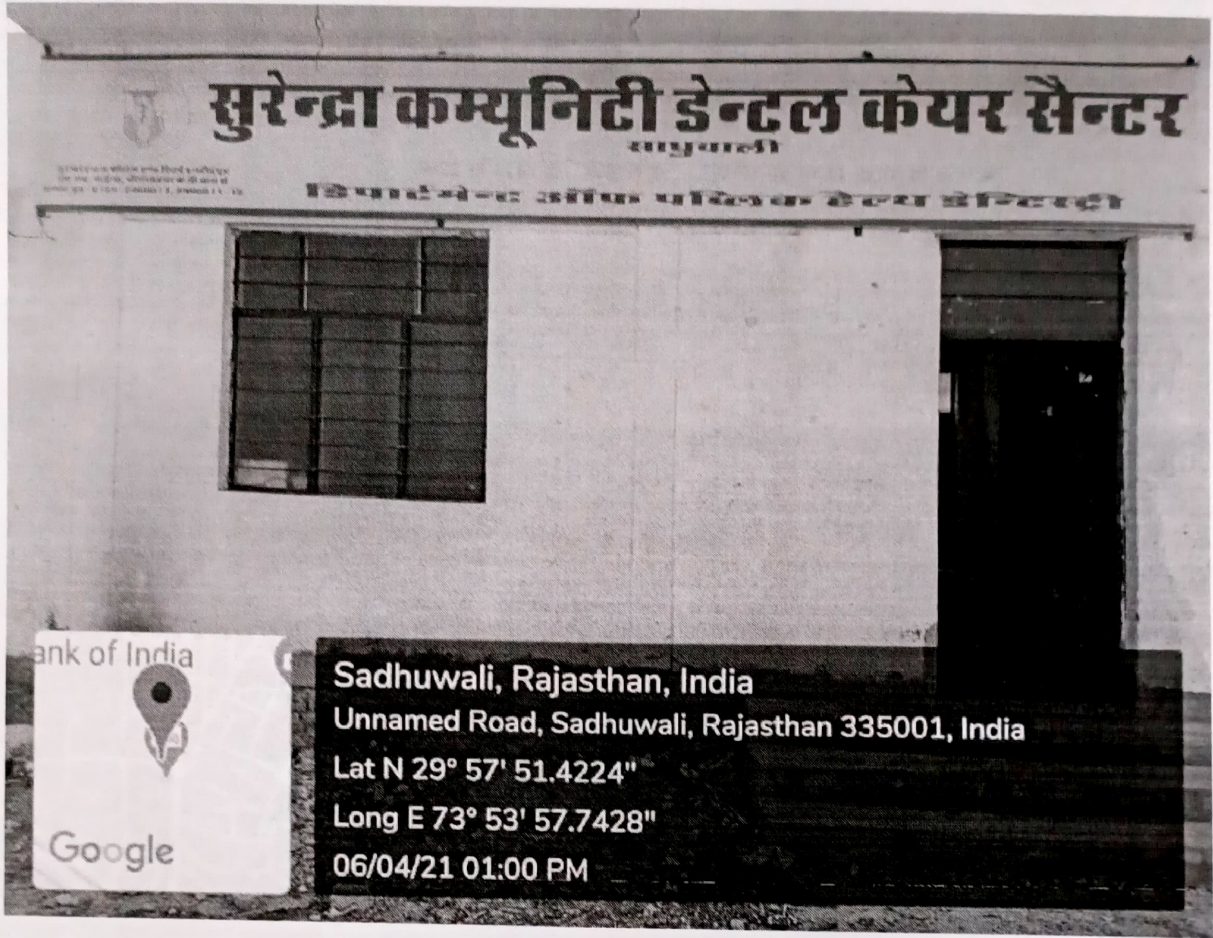 सुरेन्द्रा कम्यूनिटी डेन्टल केयर सैन्टर
साधुवाली
डिपार्टमेन्ट ऑफ पब्लिक हैल्थ डेन्टिस्ट्री
ank of India
Google
Sadhuwali, Rajasthan, India
Unnamed Road, Sadhuwali, Rajasthan 335001, India
Lat N 29° 57' 51.4224"
Long E 73° 53' 57.7428"
06/04/21 01:00 PM